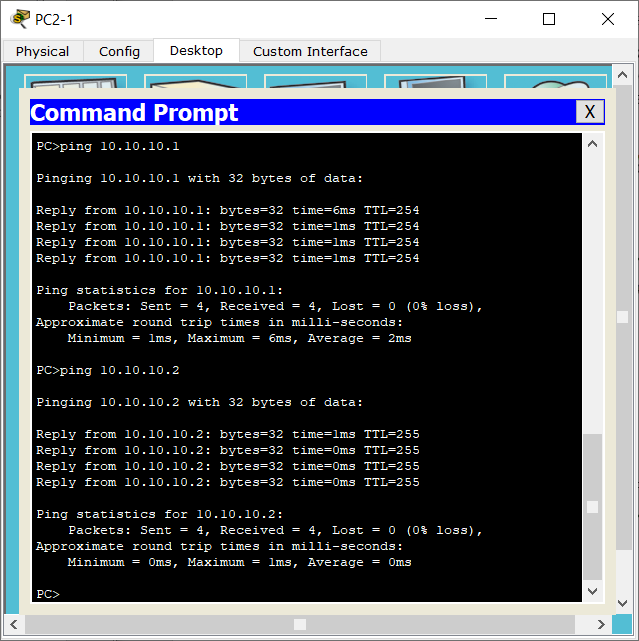 PC2-1
Physical Config Desktop Custom Interface
Command Prompt X
PC>ping 10.10.10.1
Pinging 10.10.10.1 with 32 bytes of data:
Reply from 10.10.10.1: bytes=32 time=6ms TTL=254
Reply from 10.10.10.1: bytes=32 time=1ms TTL=254
Reply from 10.10.10.1: bytes=32 time=1ms TTL=254
Reply from 10.10.10.1: bytes=32 time=1ms TTL=254
Ping statistics for 10.10.10.1:
Packets: Sent = 4, Received = 4, Lost = 0 (0% loss),
Approximate round trip times in milli-seconds:
Minimum = 1ms, Maximum = 6ms, Average = 2ms
PC>ping 10.10.10.2
Pinging 10.10.10.2 with 32 bytes of data:
Reply from 10.10.10.2: bytes=32 time=1ms TTL=255
Reply from 10.10.10.2: bytes=32 time=0ms TTL=255
Reply from 10.10.10.2: bytes=32 time=0ms TTL=255
Reply from 10.10.10.2: bytes=32 time=0ms TTL=255
Ping statistics for 10.10.10.2:
Packets: Sent = 4, Received = 4, Lost = 0 (0% loss),
Approximate round trip times in milli-seconds:
Minimum = 0ms, Maximum = 1ms, Average = 0ms
PC>